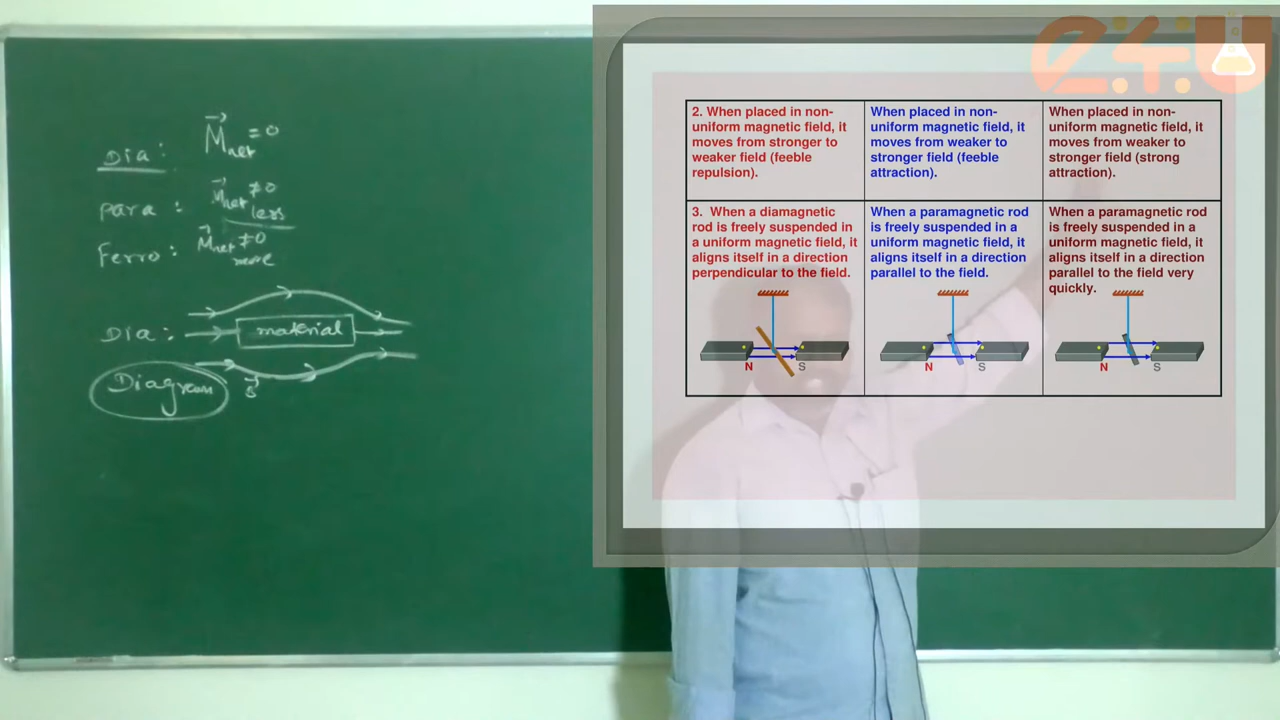 Dia: M net = 0
Para : M net ≠ 0
less
Ferro : M net ≠ 0
more
Dia : material
Diagram
B
e4U
2. When placed in non-
uniform magnetic field, it
moves from stronger to
weaker field (feeble
repulsion).
When placed in non-
uniform magnetic field, it
moves from weaker to
stronger field (feeble
attraction).
When placed in non-
uniform magnetic field, it
moves from weaker to
stronger field (strong
attraction).
3. When a diamagnetic
rod is freely suspended in
a uniform magnetic field, it
aligns itself in a direction
perpendicular to the field.
N S
When a paramagnetic rod
is freely suspended in a
uniform magnetic field, it
aligns itself in a direction
parallel to the field.
N S
When a paramagnetic rod
is freely suspended in a
uniform magnetic field, it
aligns itself in a direction
parallel to the field very
quickly.
N S